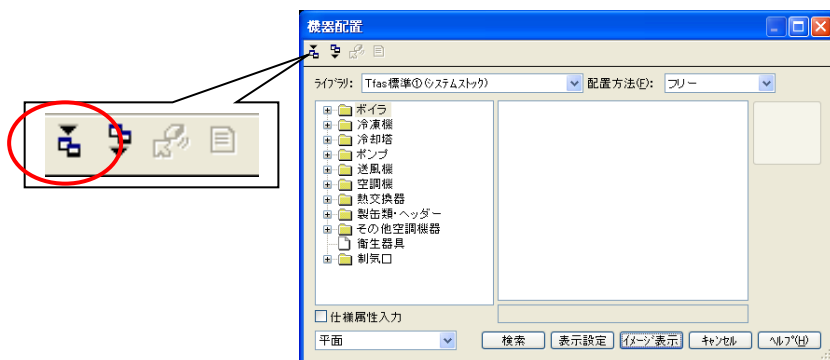 機器配置
ﾗｲﾌﾞﾗﾘ: Tfas標準①(ｼｽﾃﾑｽﾄｯｸ) 配置方法(F): フリー
ボイラ
冷凍機
冷却塔
ポンプ
送風機
空調機
熱交換器
製缶類・ヘッダー
その他空調機器
衛生器具
制気口
仕様属性入力
平面 検索 表示設定 ｲﾒｰｼﾞ表示 ｷｬﾝｾﾙ ﾍﾙﾌﾟ(H)